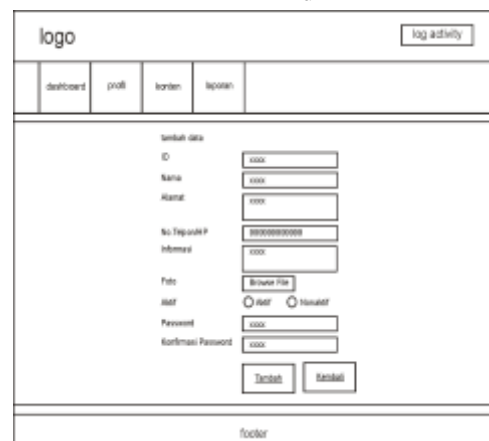 logo
log activity
dashboard profil konten laporan
tambah data
ID xxxx
Nama xxxx
Alamat xxxx
No.Telpon/HP 000000000000
Informasi xxxx
Foto Browse File
Aktif Aktif Nonaktif
Password xxxx
Konfirmasi Password xxxx
Tambah Kembali
footer